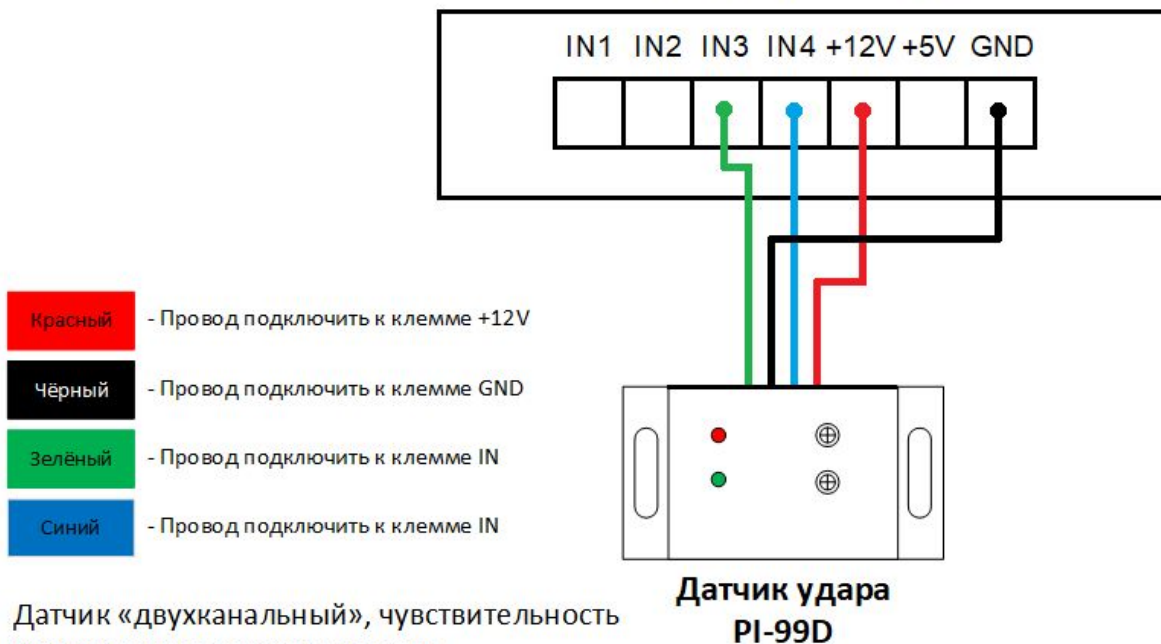 IN1 IN2 IN3 IN4 +12V +5V GND
Красный - Провод подключить к клемме +12V
Чёрный - Провод подключить к клемме GND
Зелёный - Провод подключить к клемме IN
Синий - Провод подключить к клемме IN
Датчик удара
PI-99D
Датчик «двухканальный», чувствительность